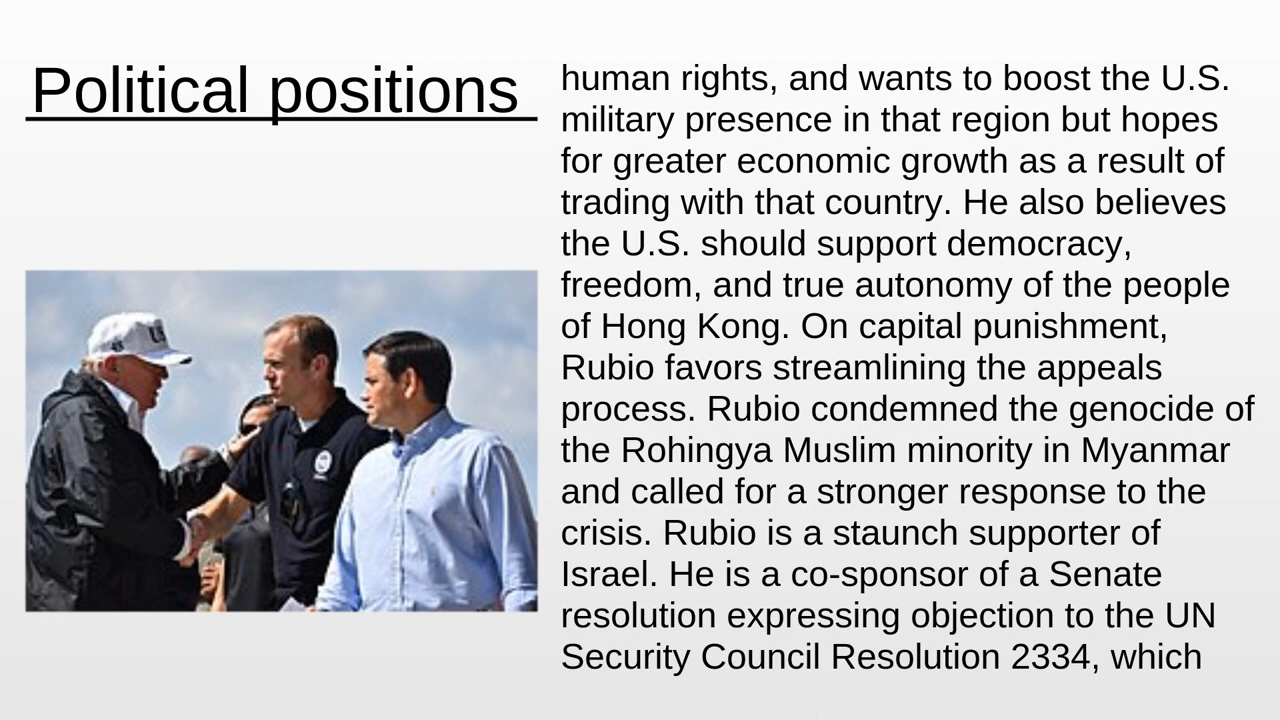 Political positions
human rights, and wants to boost the U.S.
military presence in that region but hopes
for greater economic growth as a result of
trading with that country. He also believes
the U.S. should support democracy,
freedom, and true autonomy of the people
of Hong Kong. On capital punishment,
Rubio favors streamlining the appeals
process. Rubio condemned the genocide of
the Rohingya Muslim minority in Myanmar
and called for a stronger response to the
crisis. Rubio is a staunch supporter of
Israel. He is a co-sponsor of a Senate
resolution expressing objection to the UN
Security Council Resolution 2334, which